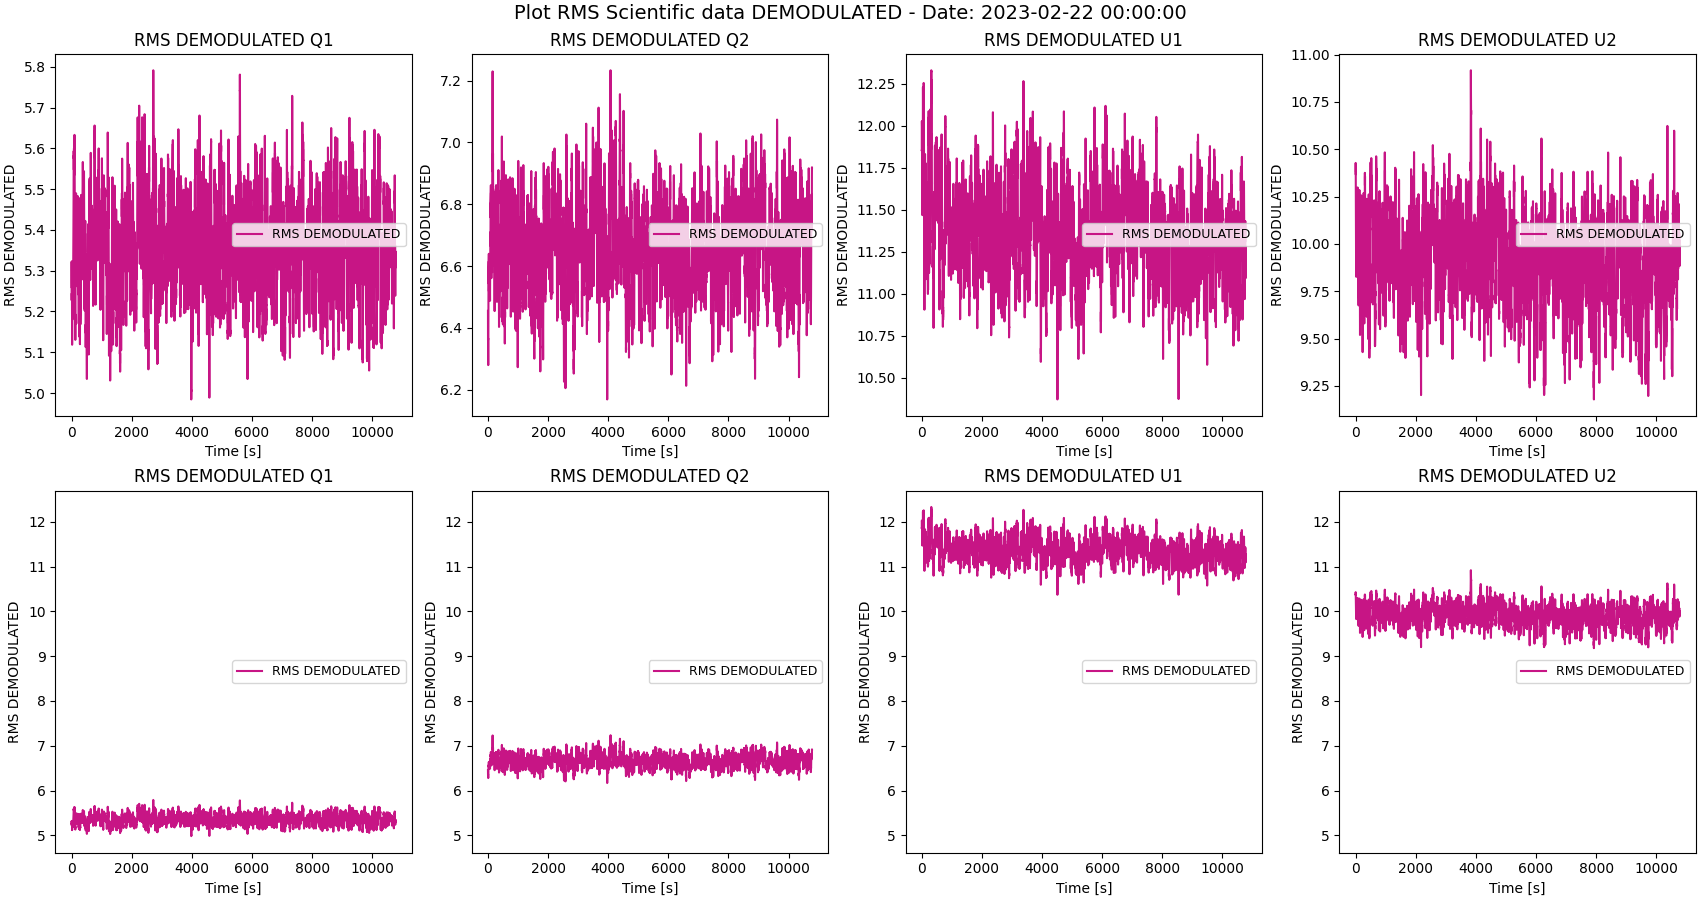 Plot RMS Scientific data DEMODULATED - Date: 2023-02-22 00:00:00
RMS DEMODULATED Q1
RMS DEMODULATED
5.8
5.7
5.6
5.5
5.4
5.3
5.2
5.1
5.0
RMS DEMODULATED
0 2000 4000 6000 8000 10000
Time [s]
RMS DEMODULATED Q2
RMS DEMODULATED
7.2
7.0
6.8
6.6
6.4
6.2
RMS DEMODULATED
0 2000 4000 6000 8000 10000
Time [s]
RMS DEMODULATED U1
RMS DEMODULATED
12.25
12.00
11.75
11.50
11.25
11.00
10.75
10.50
RMS DEMODULATED
0 2000 4000 6000 8000 10000
Time [s]
RMS DEMODULATED U2
RMS DEMODULATED
11.00
10.75
10.50
10.25
10.00
9.75
9.50
9.25
RMS DEMODULATED
0 2000 4000 6000 8000 10000
Time [s]
RMS DEMODULATED Q1
RMS DEMODULATED
12
11
10
9
8
7
6
5
RMS DEMODULATED
0 2000 4000 6000 8000 10000
Time [s]
RMS DEMODULATED Q2
RMS DEMODULATED
12
11
10
9
8
7
6
5
RMS DEMODULATED
0 2000 4000 6000 8000 10000
Time [s]
RMS DEMODULATED U1
RMS DEMODULATED
12
11
10
9
8
7
6
5
RMS DEMODULATED
0 2000 4000 6000 8000 10000
Time [s]
RMS DEMODULATED U2
RMS DEMODULATED
12
11
10
9
8
7
6
5
RMS DEMODULATED
0 2000 4000 6000 8000 10000
Time [s]